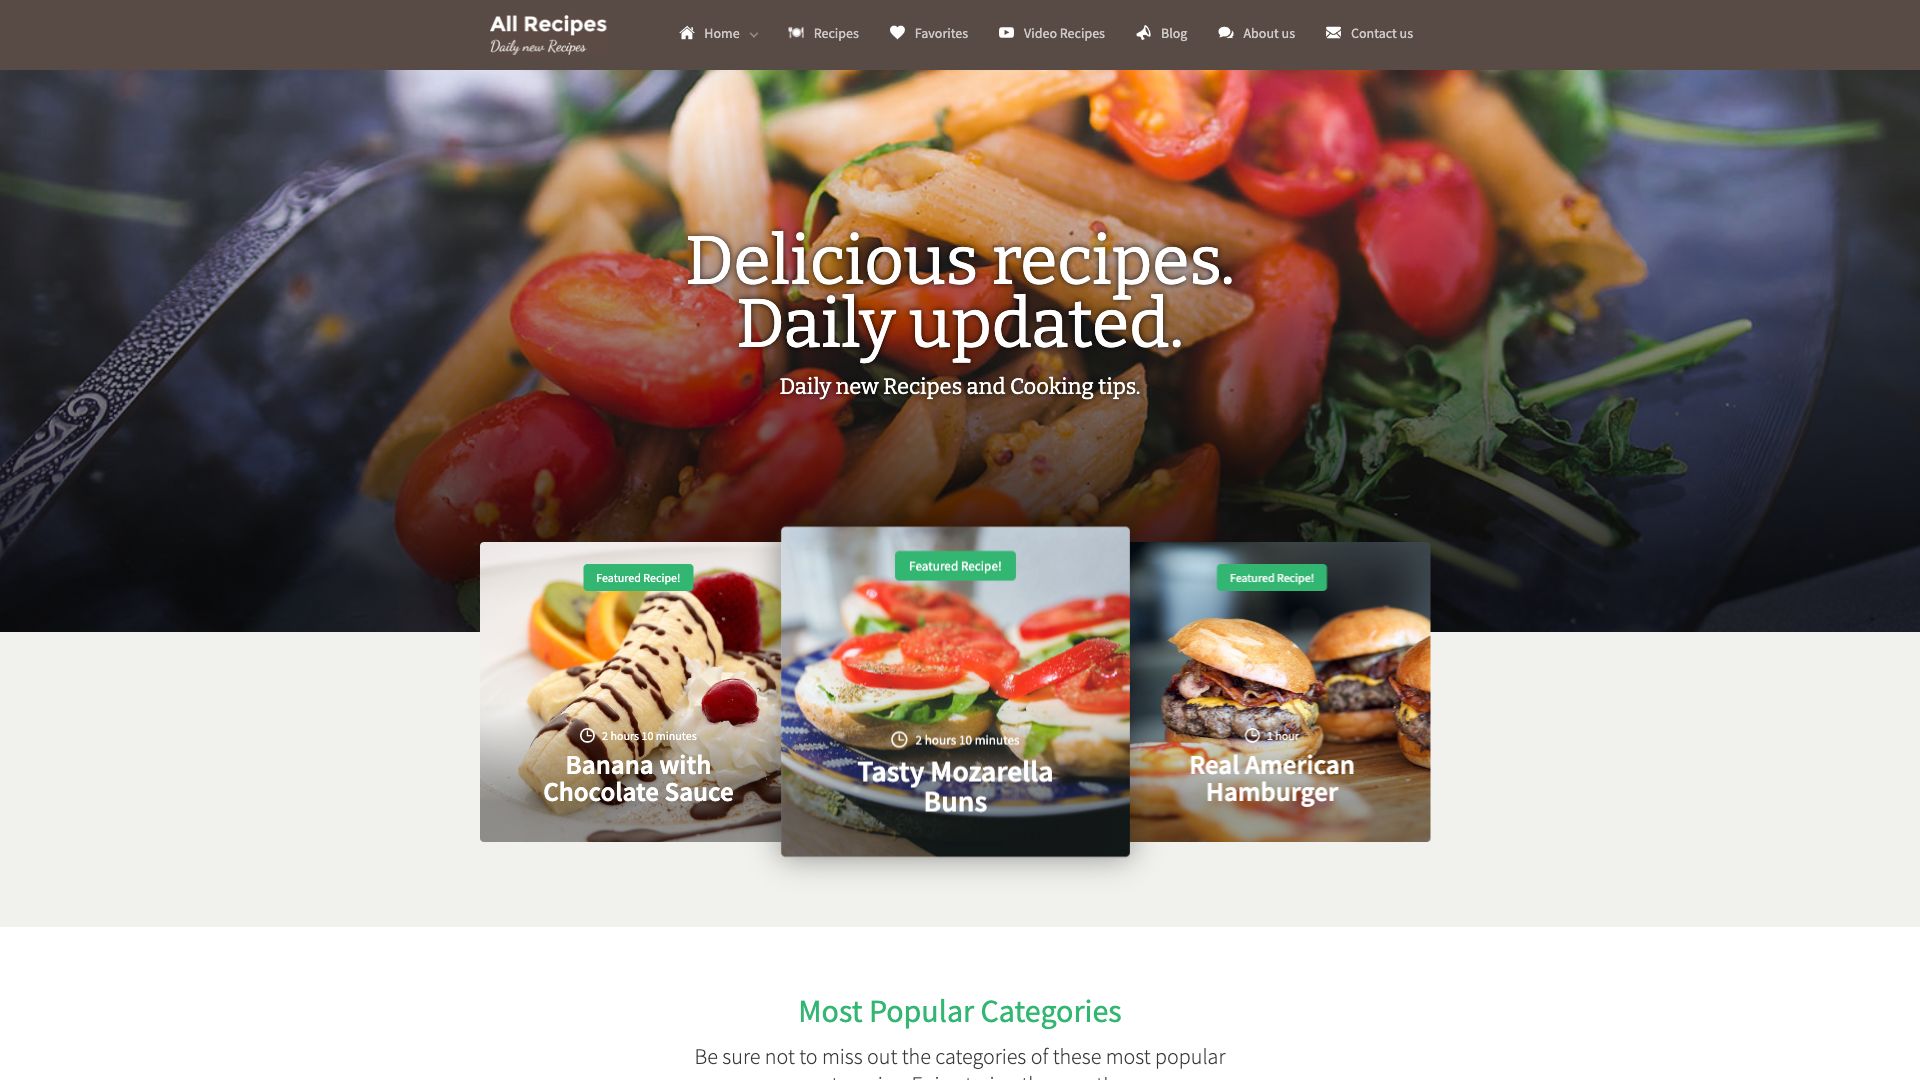 All Recipes
Daily new Recipes
Home
Recipes
Favorites
Video Recipes
Blog
About us
Contact us
Delicious recipes.
Daily updated.
Daily new Recipes and Cooking tips.
Featured Recipe!
2 hours 10 minutes
Banana with
Chocolate Sauce
Featured Recipe!
2 hours 10 minutes
Tasty Mozarella
Buns
Featured Recipe!
1 hour
Real American
Hamburger
Most Popular Categories
Be sure not to miss out the categories of these most popular